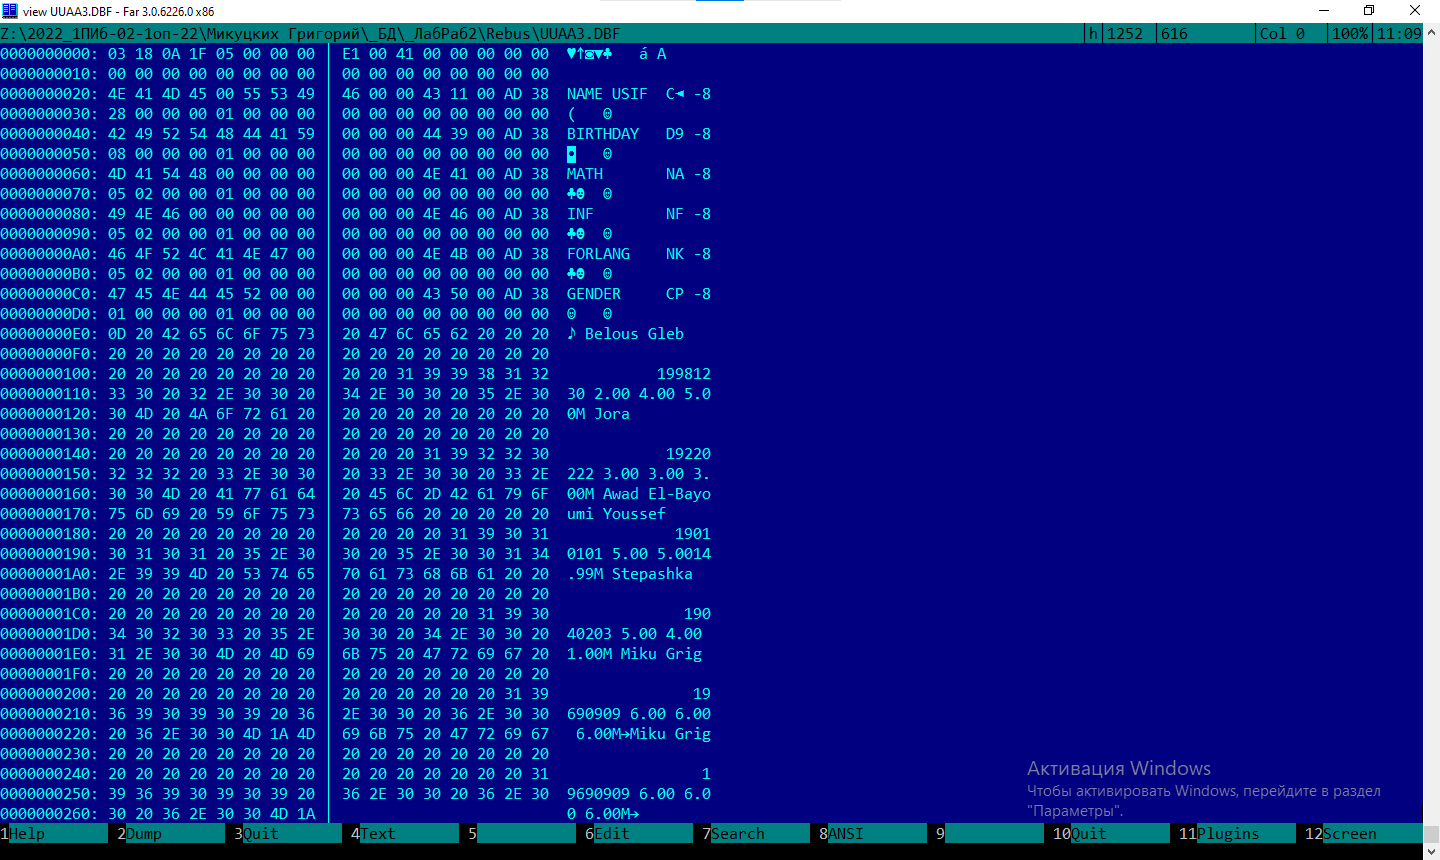 view UUAA3.DBF - Far 3.0.6226.0 x86
Z:\2022_1ПИб-02-1оп-22\Микуцких Григорий\_БД\_ЛабРаб2\Rebus\UUAA3.DBF h 1252 616 Col 0 100% 11:09
0000000000: 03 18 0A 1F 05 00 00 00 E1 00 41 00 00 00 00 00 ♥↑◙▼♣ á A
0000000010: 00 00 00 00 00 00 00 00 00 00 00 00 00 00 00 00
0000000020: 4E 41 4D 45 00 55 53 49 46 00 00 43 11 00 AD 38 NAME USIF C◄ -8
0000000030: 28 00 00 00 01 00 00 00 00 00 00 00 00 00 00 00 ( ☺
0000000040: 42 49 52 54 48 44 41 59 00 00 00 44 39 00 AD 38 BIRTHDAY D9 -8
0000000050: 08 00 00 00 01 00 00 00 00 00 00 00 00 00 00 00 ◘ ☺
0000000060: 4D 41 54 48 00 00 00 00 00 00 00 4E 41 00 AD 38 MATH NA -8
0000000070: 05 02 00 00 01 00 00 00 00 00 00 00 00 00 00 00 ♣☻ ☺
0000000080: 49 4E 46 00 00 00 00 00 00 00 00 4E 46 00 AD 38 INF NF -8
0000000090: 05 02 00 00 01 00 00 00 00 00 00 00 00 00 00 00 ♣☻ ☺
00000000A0: 46 4F 52 4C 41 4E 47 00 00 00 00 4E 4B 00 AD 38 FORLANG NK -8
00000000B0: 05 02 00 00 01 00 00 00 00 00 00 00 00 00 00 00 ♣☻ ☺
00000000C0: 47 45 4E 44 45 52 00 00 00 00 00 43 50 00 AD 38 GENDER CP -8
00000000D0: 01 00 00 00 01 00 00 00 00 00 00 00 00 00 00 00 ☺ ☺
00000000E0: 0D 20 42 65 6C 6F 75 73 20 47 6C 65 62 20 20 20 ♪ Belous Gleb
00000000F0: 20 20 20 20 20 20 20 20 20 20 20 20 20 20 20 20
0000000100: 20 20 20 20 20 20 20 20 20 20 31 39 39 38 31 32 199812
0000000110: 33 30 20 32 2E 30 30 20 34 2E 30 30 20 35 2E 30 30 2.00 4.00 5.0
0000000120: 30 4D 20 4A 6F 72 61 20 20 20 20 20 20 20 20 20 0M Jora
0000000130: 20 20 20 20 20 20 20 20 20 20 20 20 20 20 20 20
0000000140: 20 20 20 20 20 20 20 20 20 20 20 31 39 32 32 30 19220
0000000150: 32 32 32 20 33 2E 30 30 20 33 2E 30 30 20 33 2E 222 3.00 3.00 3.
0000000160: 30 30 4D 20 41 77 61 64 20 45 6C 2D 42 61 79 6F 00M Awad El-Bayo
0000000170: 75 6D 69 20 59 6F 75 73 73 65 66 20 20 20 20 20 umi Youssef
0000000180: 20 20 20 20 20 20 20 20 20 20 20 20 31 39 30 31 1901
0000000190: 30 31 30 31 20 35 2E 30 30 20 35 2E 30 30 31 34 0101 5.00 5.0014
00000001A0: 2E 39 39 4D 20 53 74 65 70 61 73 68 6B 61 20 20 .99M Stepashka
00000001B0: 20 20 20 20 20 20 20 20 20 20 20 20 20 20 20 20
00000001C0: 20 20 20 20 20 20 20 20 20 20 20 20 20 31 39 30 190
00000001D0: 34 30 32 30 33 20 35 2E 30 30 20 34 2E 30 30 20 40203 5.00 4.00
00000001E0: 31 2E 30 30 4D 20 4D 69 6B 75 20 47 72 69 67 20 1.00M Miku Grig
00000001F0: 20 20 20 20 20 20 20 20 20 20 20 20 20 20 20 20
0000000200: 20 20 20 20 20 20 20 20 20 20 20 20 20 20 31 39 19
0000000210: 36 39 30 39 30 39 20 36 2E 30 30 20 36 2E 30 30 690909 6.00 6.00
0000000220: 20 36 2E 30 30 4D 1A 4D 69 6B 75 20 47 72 69 67 6.00M→Miku Grig
0000000230: 20 20 20 20 20 20 20 20 20 20 20 20 20 20 20 20
0000000240: 20 20 20 20 20 20 20 20 20 20 20 20 20 20 20 31 1
0000000250: 39 36 39 30 39 30 39 20 36 2E 30 30 20 36 2E 30 9690909 6.00 6.0
0000000260: 30 20 36 2E 30 30 4D 1A 0 6.00M→
Активация Windows
Чтобы активировать Windows, перейдите в раздел
"Параметры".
1Help 2Dump 3Quit 4Text 5 6Edit 7Search 8ANSI 9 10Quit 11Plugins 12Screen